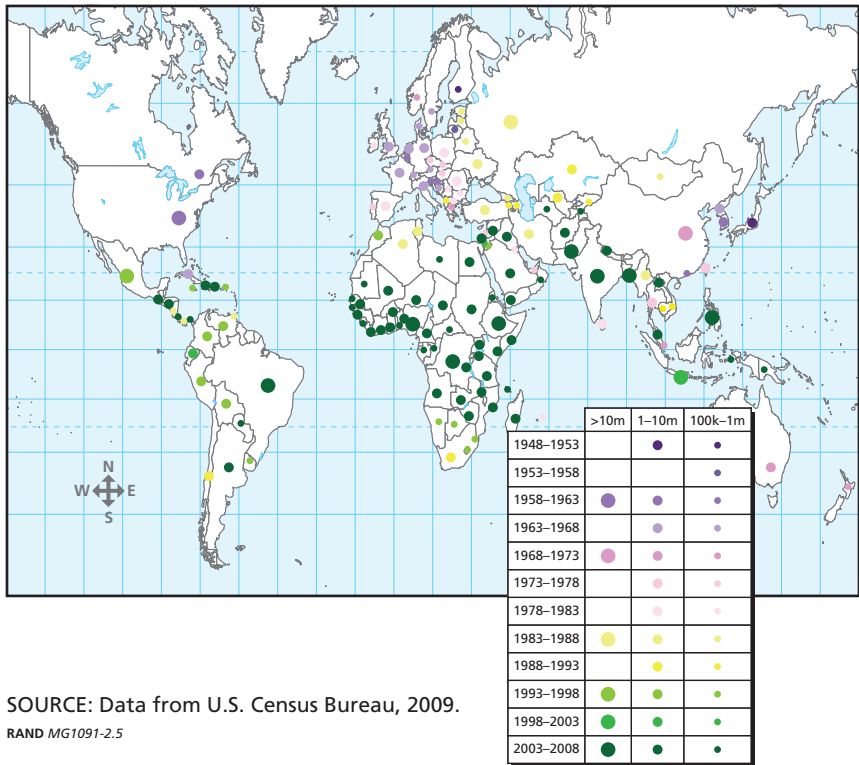 N
W E
S
>10m 1–10m 100k–1m
1948–1953
1953–1958
1958–1963
1963–1968
1968–1973
1973–1978
1978–1983
1983–1988
1988–1993
1993–1998
1998–2003
2003–2008
SOURCE: Data from U.S. Census Bureau, 2009.
RAND MG1091-2.5